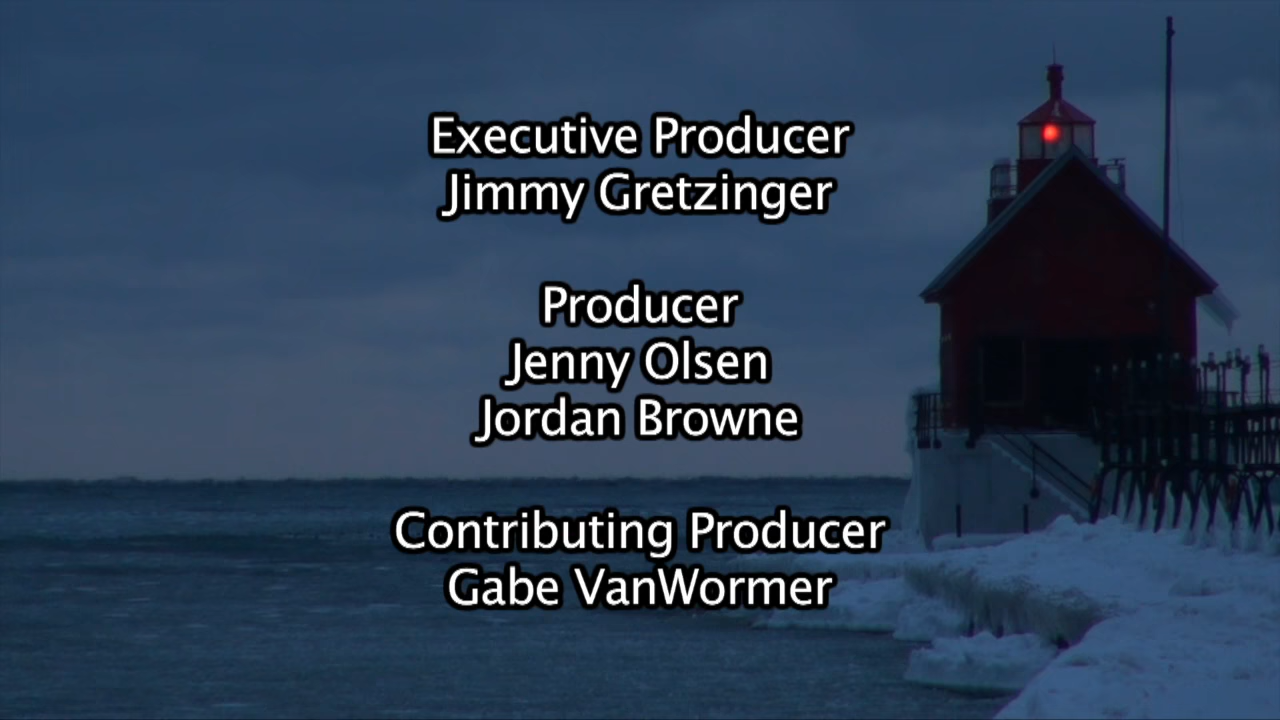 Executive Producer
Jimmy Gretzinger
Producer
Jenny Olsen
Jordan Browne
Contributing Producer
Gabe VanWormer